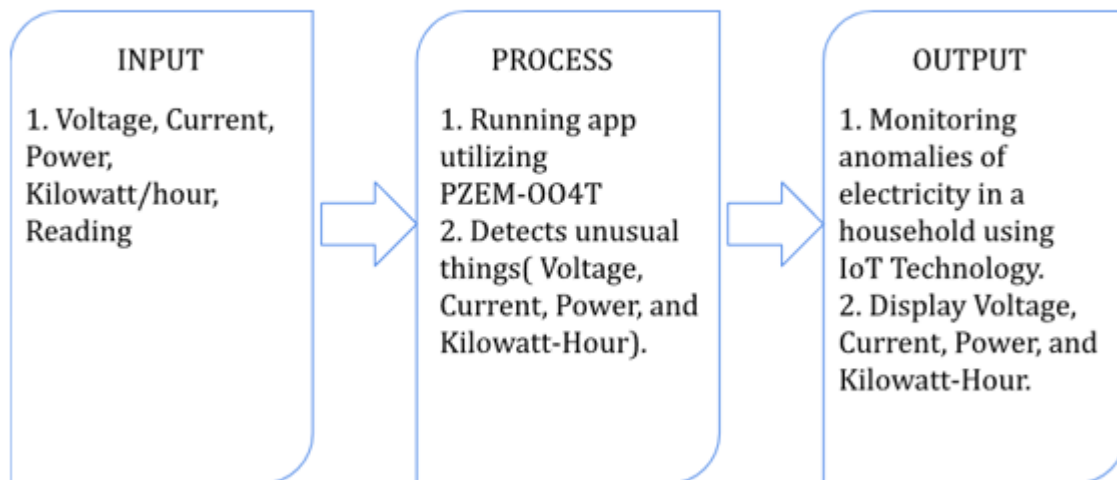 INPUT
1. Voltage, Current,
Power,
Kilowatt/hour,
Reading
PROCESS
1. Running app
utilizing
PZEM-OO4T
2. Detects unusual
things( Voltage,
Current, Power, and
Kilowatt-Hour).
OUTPUT
1. Monitoring
anomalies of
electricity in a
household using
IoT Technology.
2. Display Voltage,
Current, Power, and
Kilowatt-Hour.